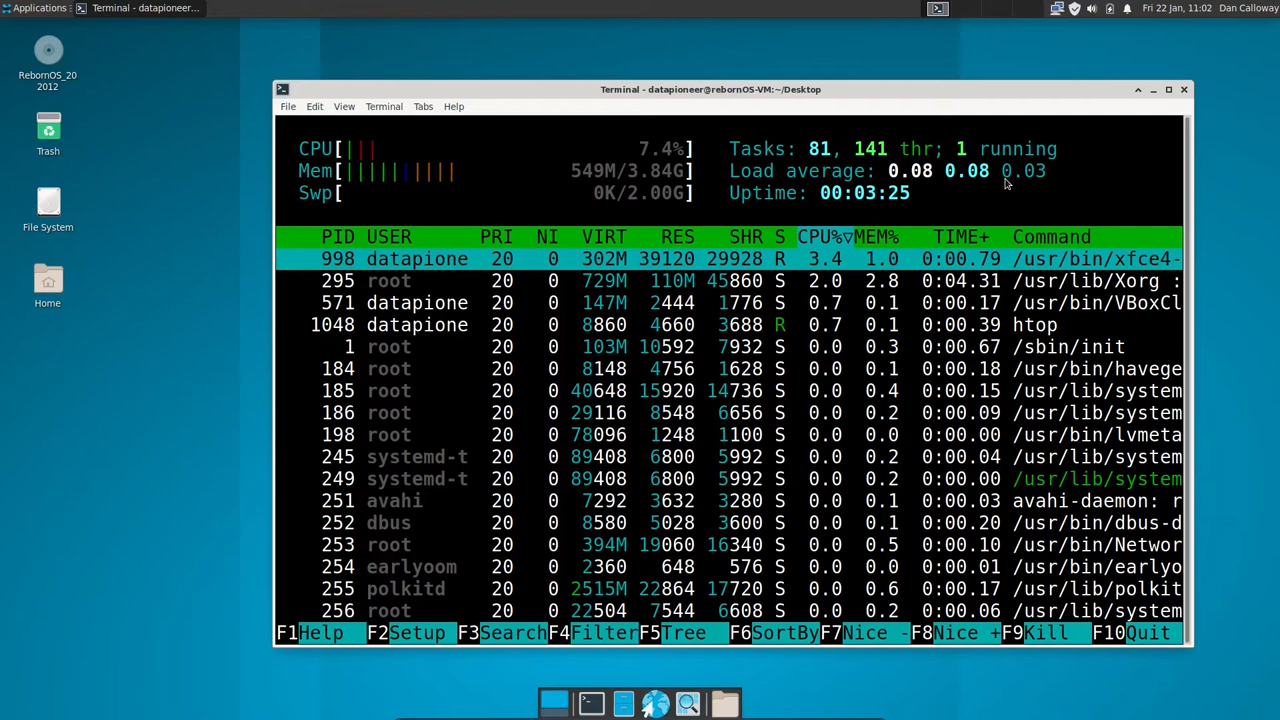 Applications Terminal - datapioneer... Fri 22 Jan, 11:02 Dan Calloway
RebornOS_20
2012
Trash
File System
Home
Terminal - datapioneer@rebornOS-VM:~/Desktop
File Edit View Terminal Tabs Help
CPU[||| 7.4%] Tasks: 81, 141 thr; 1 running
Mem[|||||||||| 549M/3.84G] Load average: 0.08 0.08 0.03
Swp[ 0K/2.00G] Uptime: 00:03:25
PID USER PRI NI VIRT RES SHR S CPU%▽MEM% TIME+ Command
998 datapione 20 0 302M 39120 29928 R 3.4 1.0 0:00.79 /usr/bin/xfce4-
295 root 20 0 729M 110M 45860 S 2.0 2.8 0:04.31 /usr/lib/Xorg :
571 datapione 20 0 147M 2444 1776 S 0.7 0.1 0:00.17 /usr/bin/VBoxCl
1048 datapione 20 0 8860 4660 3688 R 0.7 0.1 0:00.39 htop
1 root 20 0 103M 10592 7932 S 0.0 0.3 0:00.67 /sbin/init
184 root 20 0 8148 4756 1628 S 0.0 0.1 0:00.18 /usr/bin/havege
185 root 20 0 40648 15920 14736 S 0.0 0.4 0:00.15 /usr/lib/system
186 root 20 0 29116 8548 6656 S 0.0 0.2 0:00.09 /usr/lib/system
198 root 20 0 78096 1248 1100 S 0.0 0.0 0:00.00 /usr/bin/lvmeta
245 systemd-t 20 0 89408 6800 5992 S 0.0 0.2 0:00.04 /usr/lib/system
249 systemd-t 20 0 89408 6800 5992 S 0.0 0.2 0:00.00 /usr/lib/system
251 avahi 20 0 7292 3632 3280 S 0.0 0.1 0:00.03 avahi-daemon: r
252 dbus 20 0 8580 5028 3600 S 0.0 0.1 0:00.20 /usr/bin/dbus-d
253 root 20 0 394M 19060 16340 S 0.0 0.5 0:00.10 /usr/bin/Networ
254 earlyoom 20 0 2360 648 576 S 0.0 0.0 0:00.01 /usr/bin/earlyo
255 polkitd 20 0 2515M 22864 17720 S 0.0 0.6 0:00.17 /usr/lib/polkit
256 root 20 0 22504 7544 6588 S 0.0 0.2 0:00.06 /usr/lib/system
F1Help F2Setup F3SearchF4FilterF5Tree F6SortByF7Nice -F8Nice +F9Kill F10Quit